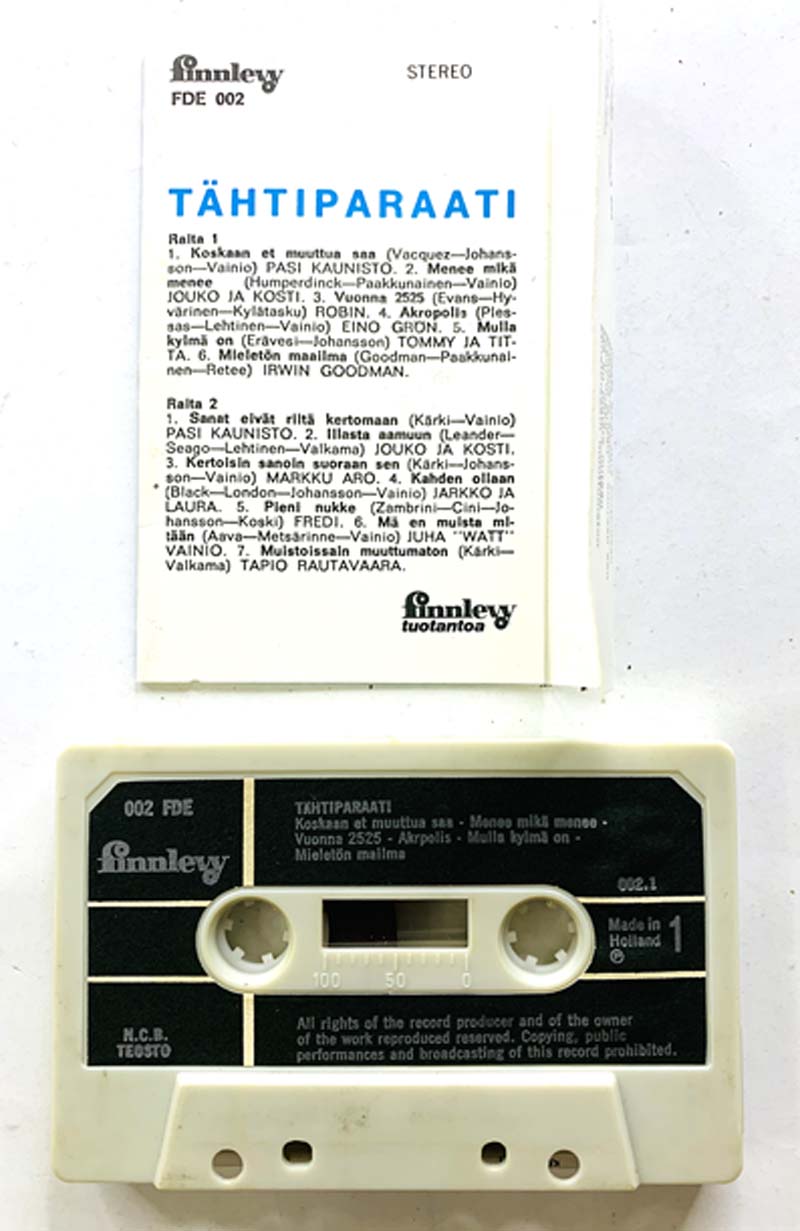 finnlevy
STEREO
FDE 002
TÄHTIPARAATI
Raita 1
1. Koskaan et muuttua saa (Vacquez—Johans-
son—Vainio) PASI KAUNISTO. 2. Menee mikä
menee (Humperdinck—Paakkunainen—Vainio)
JOUKO JA KOSTI. 3. Vuonna 2525 (Evans—Hy-
värinen—Kylätasku) ROBIN. 4. Akropolis (Ples-
sas—Lehtinen—Vainio) EINO GRÖN. 5. Mulla
kylmä on (Erävesi—Johansson) TOMMY JA TIT-
TA. 6. Mieletön maailma (Goodman—Paakkunai-
nen—Retee) IRWIN GOODMAN.
Raita 2
1. Sanat eivät riitä kertomaan (Kärki—Vainio)
PASI KAUNISTO. 2. Illasta aamuun (Leander—
Seago—Lehtinen—Valkama) JOUKO JA KOSTI.
3. Kertoisin sanoin suoraan sen (Kärki—Johans-
son—Vainio) MARKKU ARO. 4. Kahden ollaan
(Black—London—Johansson—Vainio) JARKKO JA
LAURA. 5. Pieni nukke (Zambrini—Cini—Jo-
hansson—Koski) FREDI. 6. Mä en muista mi-
tään (Aava—Metsärinne—Vainio) JUHA "WATT"
VAINIO. 7. Muistoissain muuttumaton (Kärki—
Valkama) TAPIO RAUTAVAARA.
finnlevy
tuotantoa
002 FDE
finnlevy
TÄHTIPARAATI
Koskaan et muuttua saa - Menee mikä menee -
Vuonna 2525 - Akrpolis - Mulla kylmä on -
Mieletön mailma
002.1
Made in
Holland
℗
1
100 50 0
N.C.B.
TEOSTO
All rights of the record producer and of the owner
of the work reproduced reserved. Copying, public
performances and broadcasting of this record prohibited.